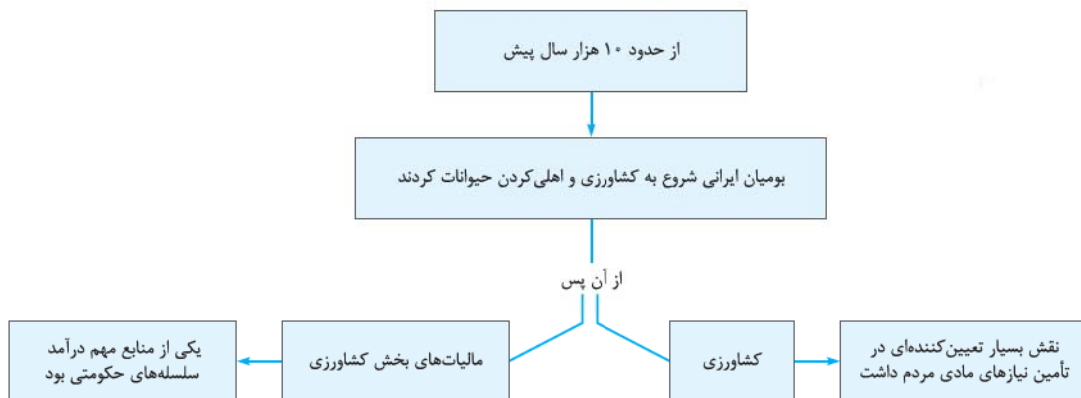 از حدود ۱۰ هزار سال پیش
بومیان ایرانی شروع به کشاورزی و اهلی‌کردن حیوانات کردند
از آن پس
کشاورزی
نقش بسیار تعیین‌کننده‌ای در
تأمین نیازهای مادی مردم داشت
مالیات‌های بخش کشاورزی
یکی از منابع مهم درآمد
سلسله‌های حکومتی بود